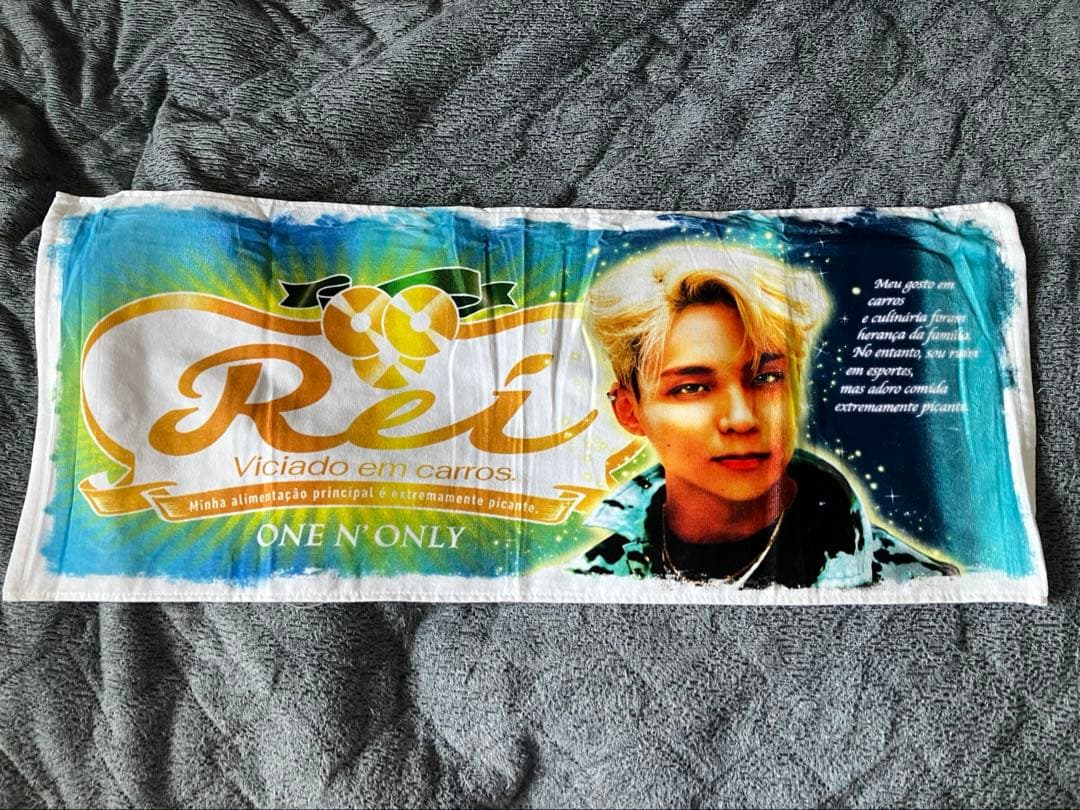 Rei
Viciado em carros.
Minha alimentação principal é extremamente picante.
ONE N' ONLY
Meu gosto em
carros
e culinária foram
herança da família.
No entanto, sou ruim
em esportes,
mas adoro comida
extremamente picante.